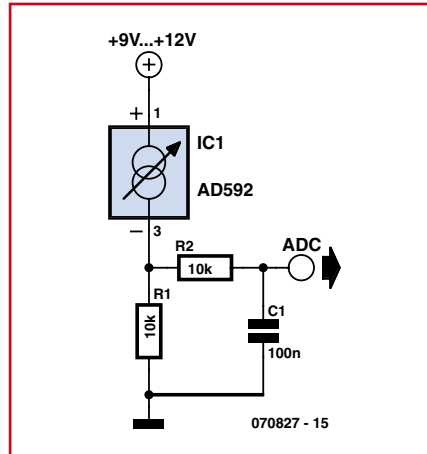 +9V...+12V
+
+ 1
IC1
AD592
− 3
R2
10k
ADC
R1
10k
C1
100n
070827 - 15